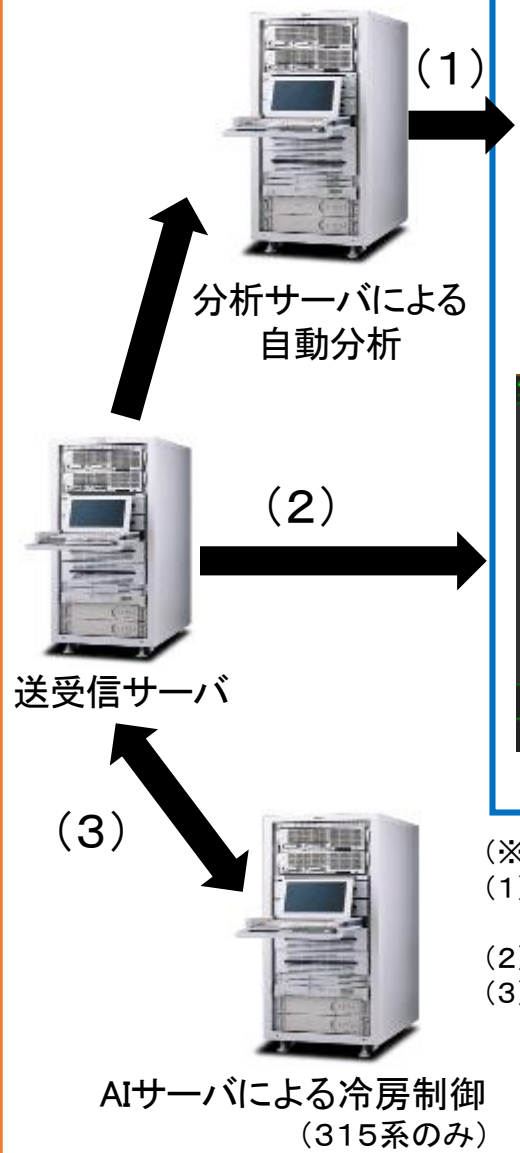 （１）
分析サーバによる
自動分析
（２）
送受信サーバ
（３）
（※
（１）
（２）
（３）
AIサーバによる冷房制御
（３１５系のみ）